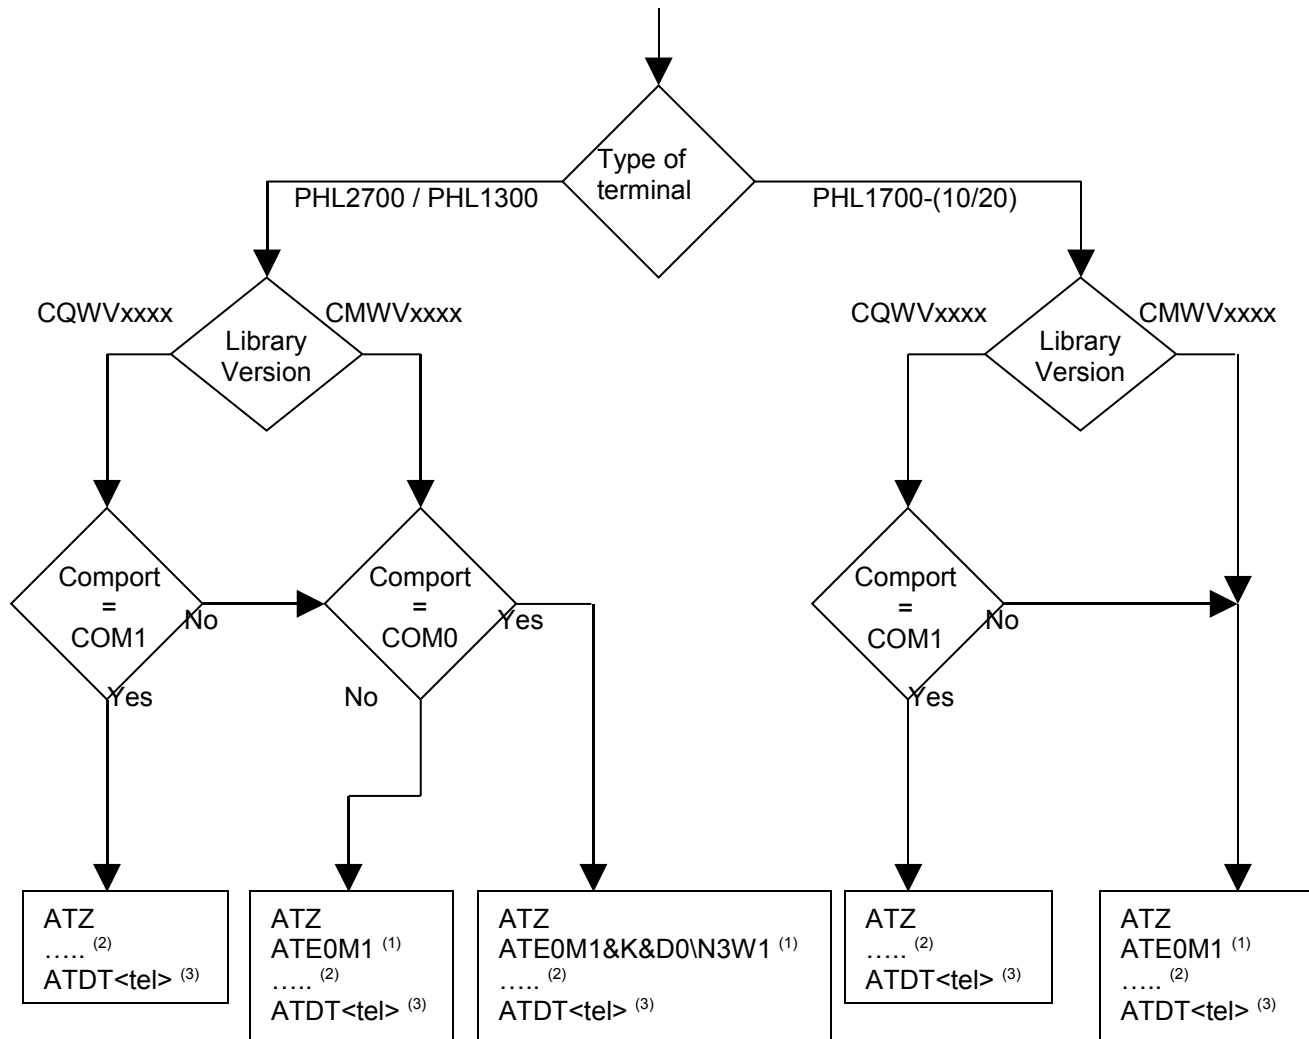 Type of
terminal
PHL2700 / PHL1300
PHL1700-(10/20)
CQWVxxxx
CMWVxxxx
Library
Version
CQWVxxxx
CMWVxxxx
Library
Version
Comport
=
COM1
No
Yes
Comport
=
COM0
Yes
No
Comport
=
COM1
No
Yes
ATZ
….. (2)
ATDT<tel> (3)
ATZ
ATE0M1 (1)
….. (2)
ATDT<tel> (3)
ATZ
ATE0M1&K&D0\N3W1 (1)
….. (2)
ATDT<tel> (3)
ATZ
….. (2)
ATDT<tel> (3)
ATZ
ATE0M1 (1)
….. (2)
ATDT<tel> (3)